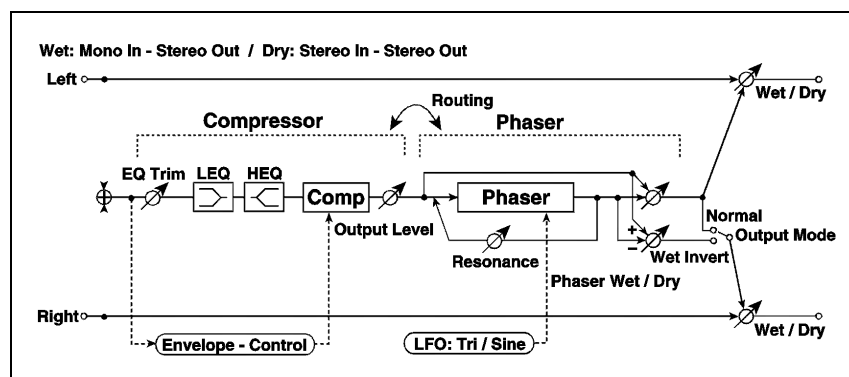 Wet: Mono In - Stereo Out / Dry: Stereo In - Stereo Out
Left
Wet / Dry
Routing
Compressor
Phaser
EQ Trim
LEQ
HEQ
Comp
Phaser
Output Level
Resonance
Normal
Output Mode
+
−
Wet Invert
Phaser Wet / Dry
Right
Wet / Dry
Envelope - Control
LFO: Tri / Sine